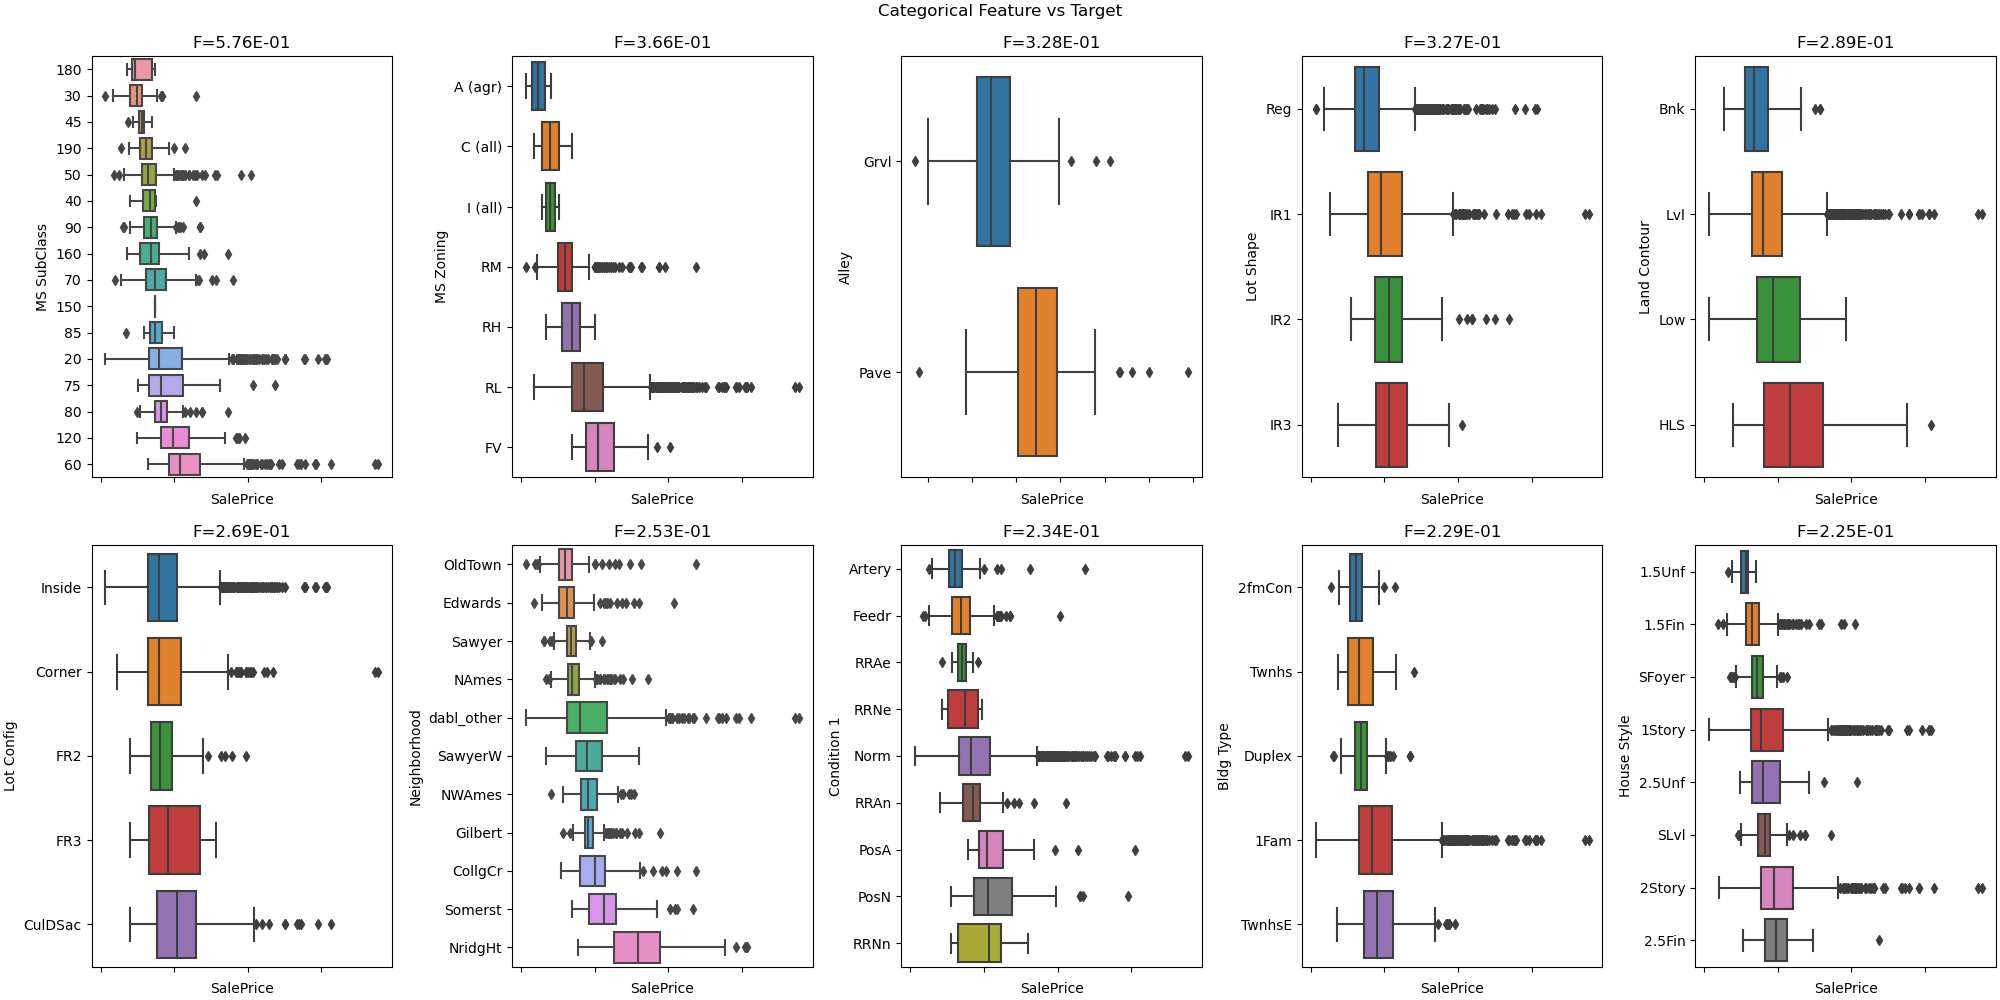 Categorical Feature vs Target
F=5.76E-01
180
30
45
190
50
40
90
160
70
150
85
20
75
80
120
60
MS SubClass
SalePrice
F=3.66E-01
A (agr)
C (all)
I (all)
RM
RH
RL
FV
MS Zoning
SalePrice
F=3.28E-01
Grvl
Pave
Alley
SalePrice
F=3.27E-01
Reg
IR1
IR2
IR3
Lot Shape
SalePrice
F=2.89E-01
Bnk
Lvl
Low
HLS
Land Contour
SalePrice
F=2.69E-01
Inside
Corner
FR2
FR3
CulDSac
Lot Config
SalePrice
F=2.53E-01
OldTown
Edwards
Sawyer
NAmes
dabl_other
SawyerW
NWAmes
Gilbert
CollgCr
Somerst
NridgHt
Neighborhood
SalePrice
F=2.34E-01
Artery
Feedr
RRAe
RRNe
Norm
RRAn
PosA
PosN
RRNn
Condition 1
SalePrice
F=2.29E-01
2fmCon
Twnhs
Duplex
1Fam
TwnhsE
Bldg Type
SalePrice
F=2.25E-01
1.5Unf
1.5Fin
SFoyer
1Story
2.5Unf
SLvl
2Story
2.5Fin
House Style
SalePrice